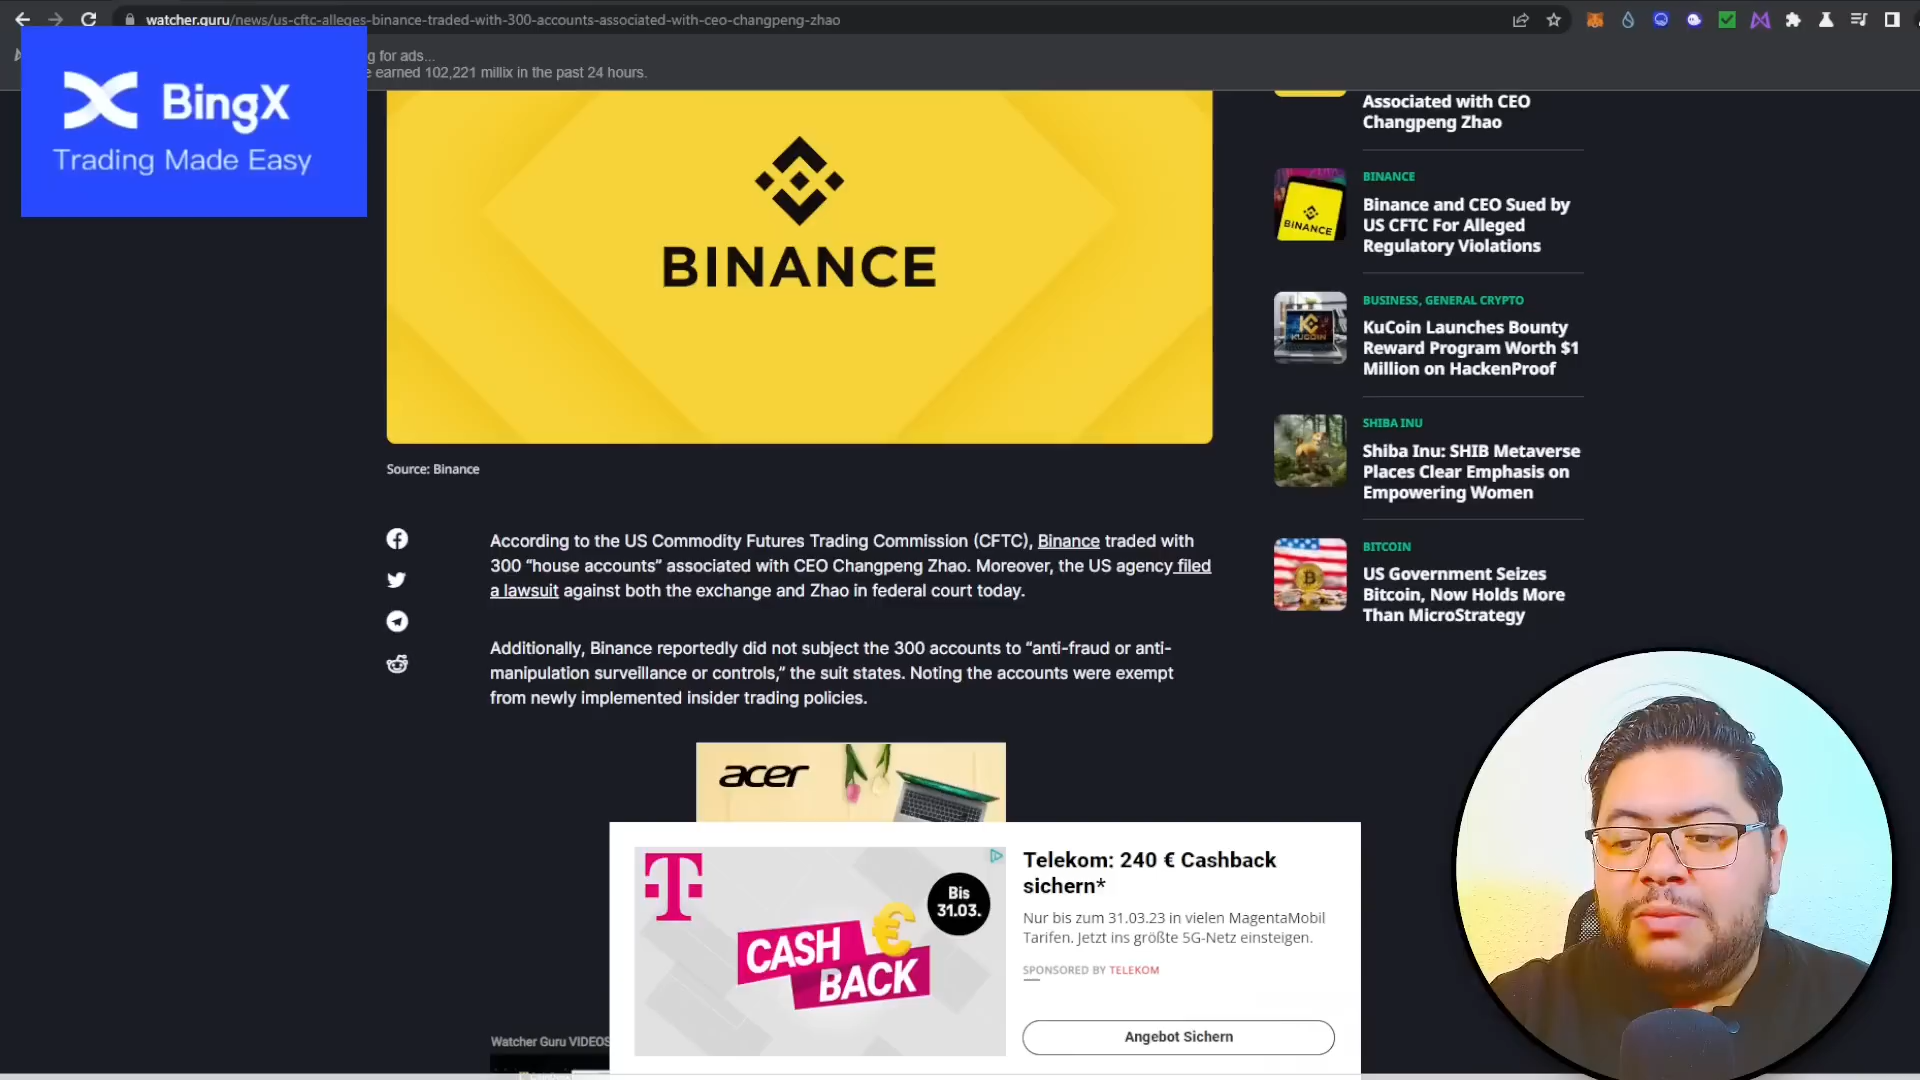 watcher.guru/news/us-cftc-alleges-binance-traded-with-300-accounts-associated-with-ceo-changpeng-zhao
g for ads...
e earned 102,221 millix in the past 24 hours.
BingX
Trading Made Easy
BINANCE
Source: Binance
According to the US Commodity Futures Trading Commission (CFTC), Binance traded with
300 “house accounts” associated with CEO Changpeng Zhao. Moreover, the US agency filed
a lawsuit against both the exchange and Zhao in federal court today.
Additionally, Binance reportedly did not subject the 300 accounts to “anti-fraud or anti-
manipulation surveillance or controls,” the suit states. Noting the accounts were exempt
from newly implemented insider trading policies.
acer
Bis
31.03.
CASH
BACK
Telekom: 240 € Cashback
sichern*
Nur bis zum 31.03.23 in vielen MagentaMobil
Tarifen. Jetzt ins größte 5G-Netz einsteigen.
SPONSORED BY TELEKOM
Angebot Sichern
Watcher Guru VIDEOS
Associated with CEO
Changpeng Zhao
BINANCE
BINANCE
Binance and CEO Sued by
US CFTC For Alleged
Regulatory Violations
KUCOIN
BUSINESS, GENERAL CRYPTO
KuCoin Launches Bounty
Reward Program Worth $1
Million on HackenProof
SHIBA INU
Shiba Inu: SHIB Metaverse
Places Clear Emphasis on
Empowering Women
BITCOIN
US Government Seizes
Bitcoin, Now Holds More
Than MicroStrategy